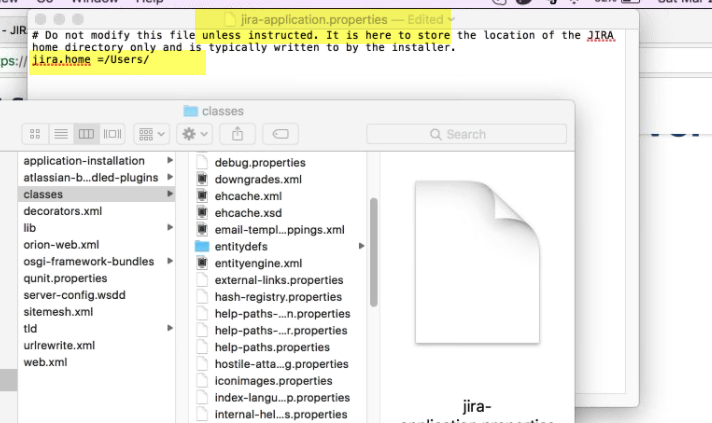 jira-application.properties — Edited
# Do not modify this file unless instructed. It is here to store the location of the JIRA
home directory only and is typically written to by the installer.
jira.home =/Users/
- JIR
ps://
classes
Search
application-installation
atlassian-b...dled-plugins
classes
decorators.xml
lib
orion-web.xml
osgi-framework-bundles
qunit.properties
server-config.wsdd
sitemesh.xml
tld
urlrewrite.xml
web.xml
debug.properties
downgrades.xml
ehcache.xml
ehcache.xsd
email-templ...ppings.xml
entitydefs
entityengine.xml
external-links.properties
hash-registry.properties
help-paths-...n.properties
help-paths-...r.properties
help-paths.properties
hostile-atta...g.properties
iconimages.properties
index-langu...p.properties
internal-hel...s.properties
jira-